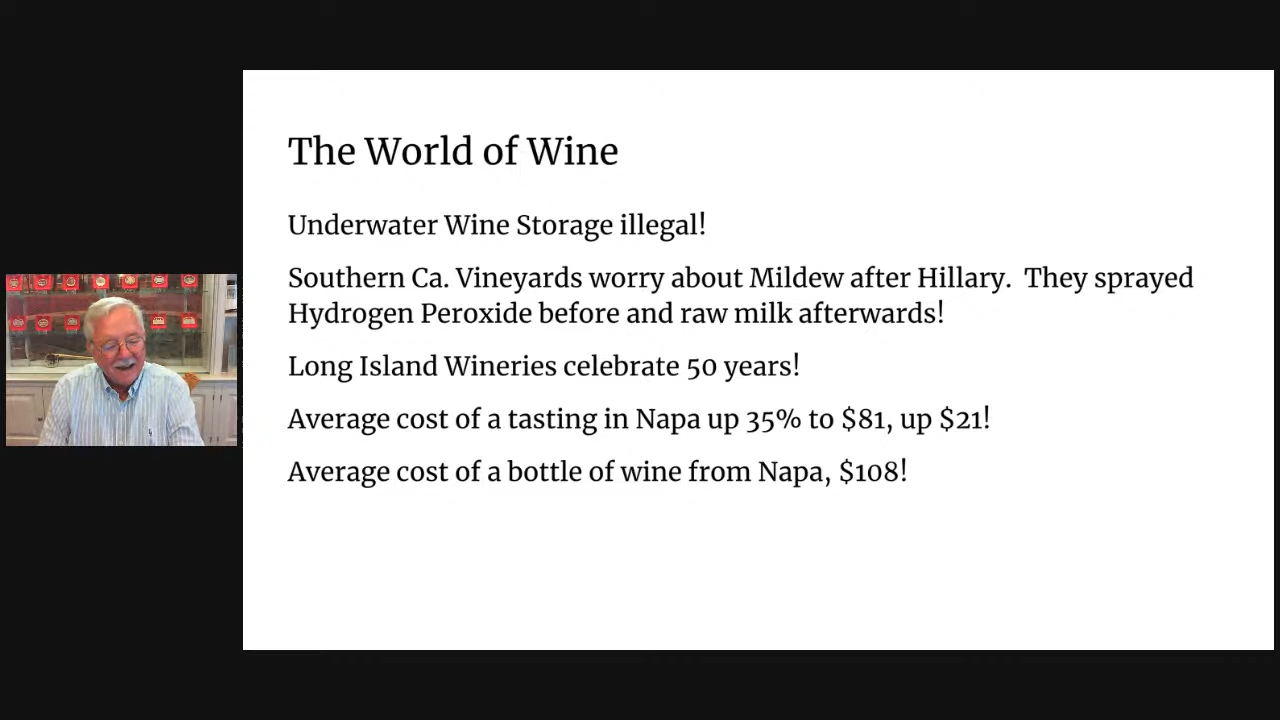 The World of Wine
Underwater Wine Storage illegal!
Southern Ca. Vineyards worry about Mildew after Hillary.  They sprayed
Hydrogen Peroxide before and raw milk afterwards!
Long Island Wineries celebrate 50 years!
Average cost of a tasting in Napa up 35% to $81, up $21!
Average cost of a bottle of wine from Napa, $108!